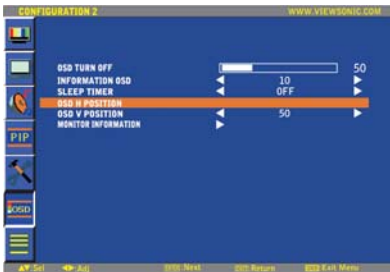 CONFIGURATION 2 WWW.VIEWSONIC.COM
OSD TURN OFF 50
INFORMATION OSD 10
SLEEP TIMER OFF
OSD H POSITION
OSD V POSITION 50
MONITOR INFORMATION
PIP
OSD
Sel Adj Next Return Exit Menu